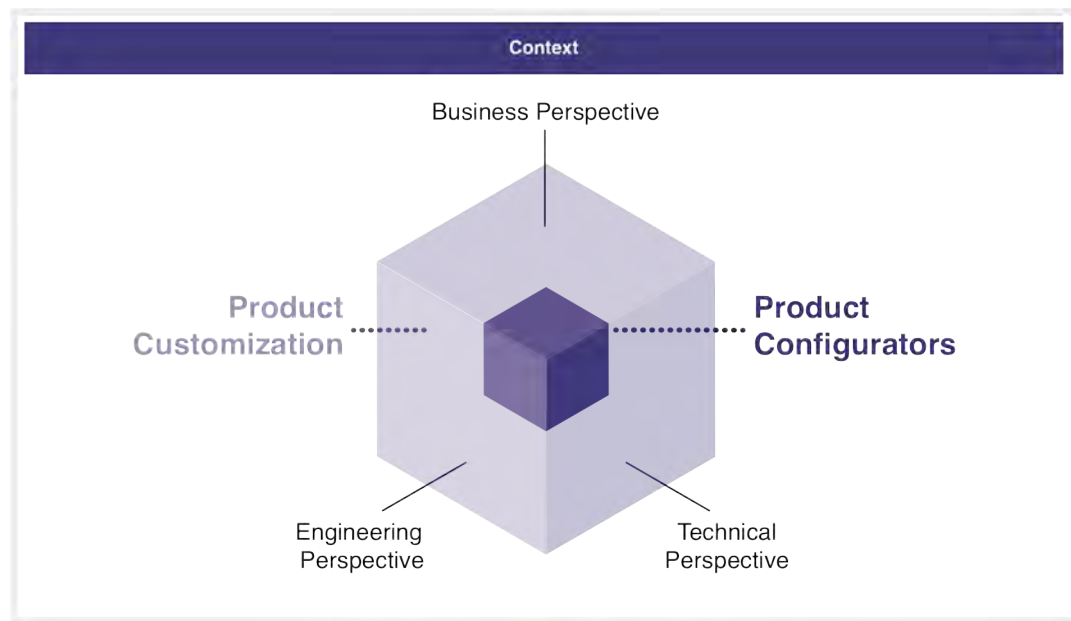 Context
Business Perspective
Product
Customization
Product
Configurators
Engineering
Perspective
Technical
Perspective